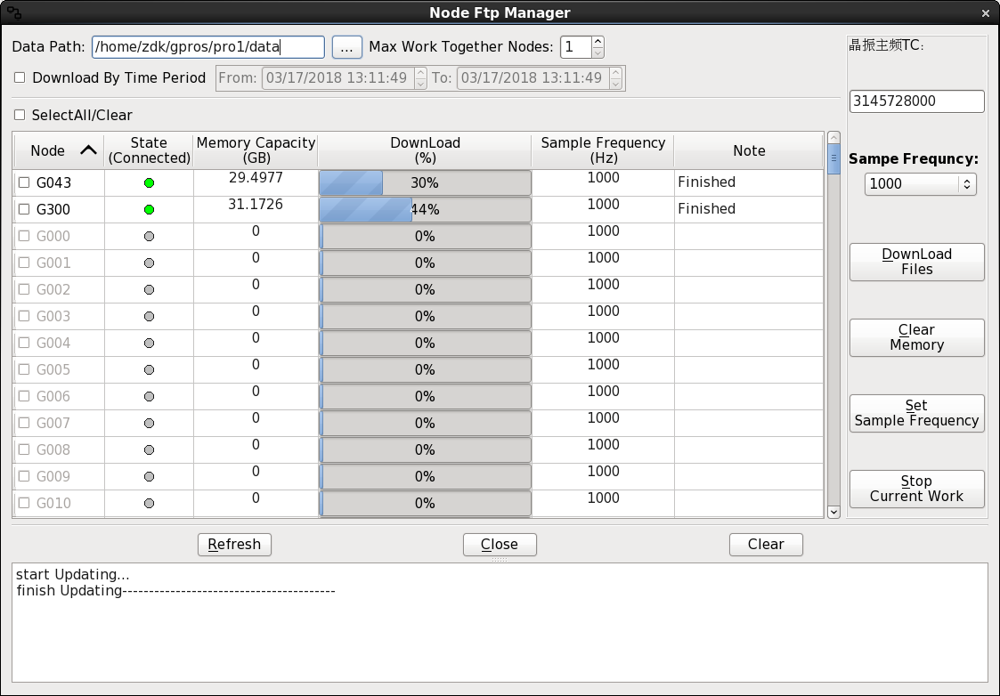 Node Ftp Manager
Data Path: /home/zdk/gpros/pro1/data ... Max Work Together Nodes: 1
Download By Time Period From: 03/17/2018 13:11:49 To: 03/17/2018 13:11:49
SelectAll/Clear
Node State (Connected) Memory Capacity (GB) DownLoad (%) Sample Frequency (Hz) Note
G043 29.4977 30% 1000 Finished
G300 31.1726 44% 1000 Finished
G000 0 0% 1000
G001 0 0% 1000
G002 0 0% 1000
G003 0 0% 1000
G004 0 0% 1000
G005 0 0% 1000
G006 0 0% 1000
G007 0 0% 1000
G008 0 0% 1000
G009 0 0% 1000
G010 0 0% 1000
晶振主频TC:
3145728000
Sampe Frequncy:
1000
DownLoad
Files
Clear
Memory
Set
Sample Frequency
Stop
Current Work
Refresh Close Clear
start Updating...
finish Updating----------------------------------------